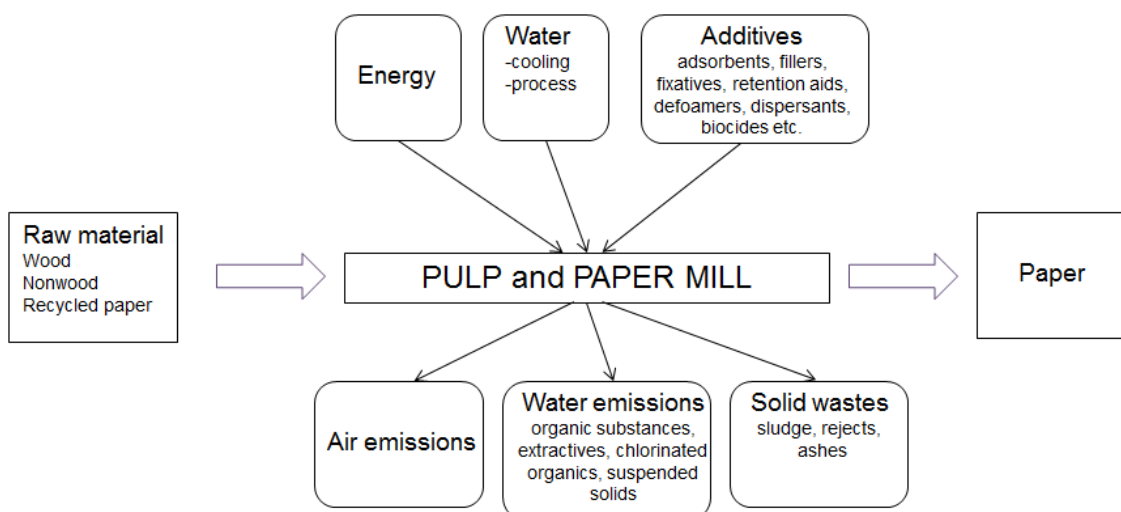 Energy
Water
-cooling
-process
Additives
adsorbents, fillers,
fixatives, retention aids,
defoamers, dispersants,
biocides etc.
Raw material
Wood
Nonwood
Recycled paper
PULP and PAPER MILL
Paper
Air emissions
Water emissions
organic substances,
extractives, chlorinated
organics, suspended
solids
Solid wastes
sludge, rejects,
ashes